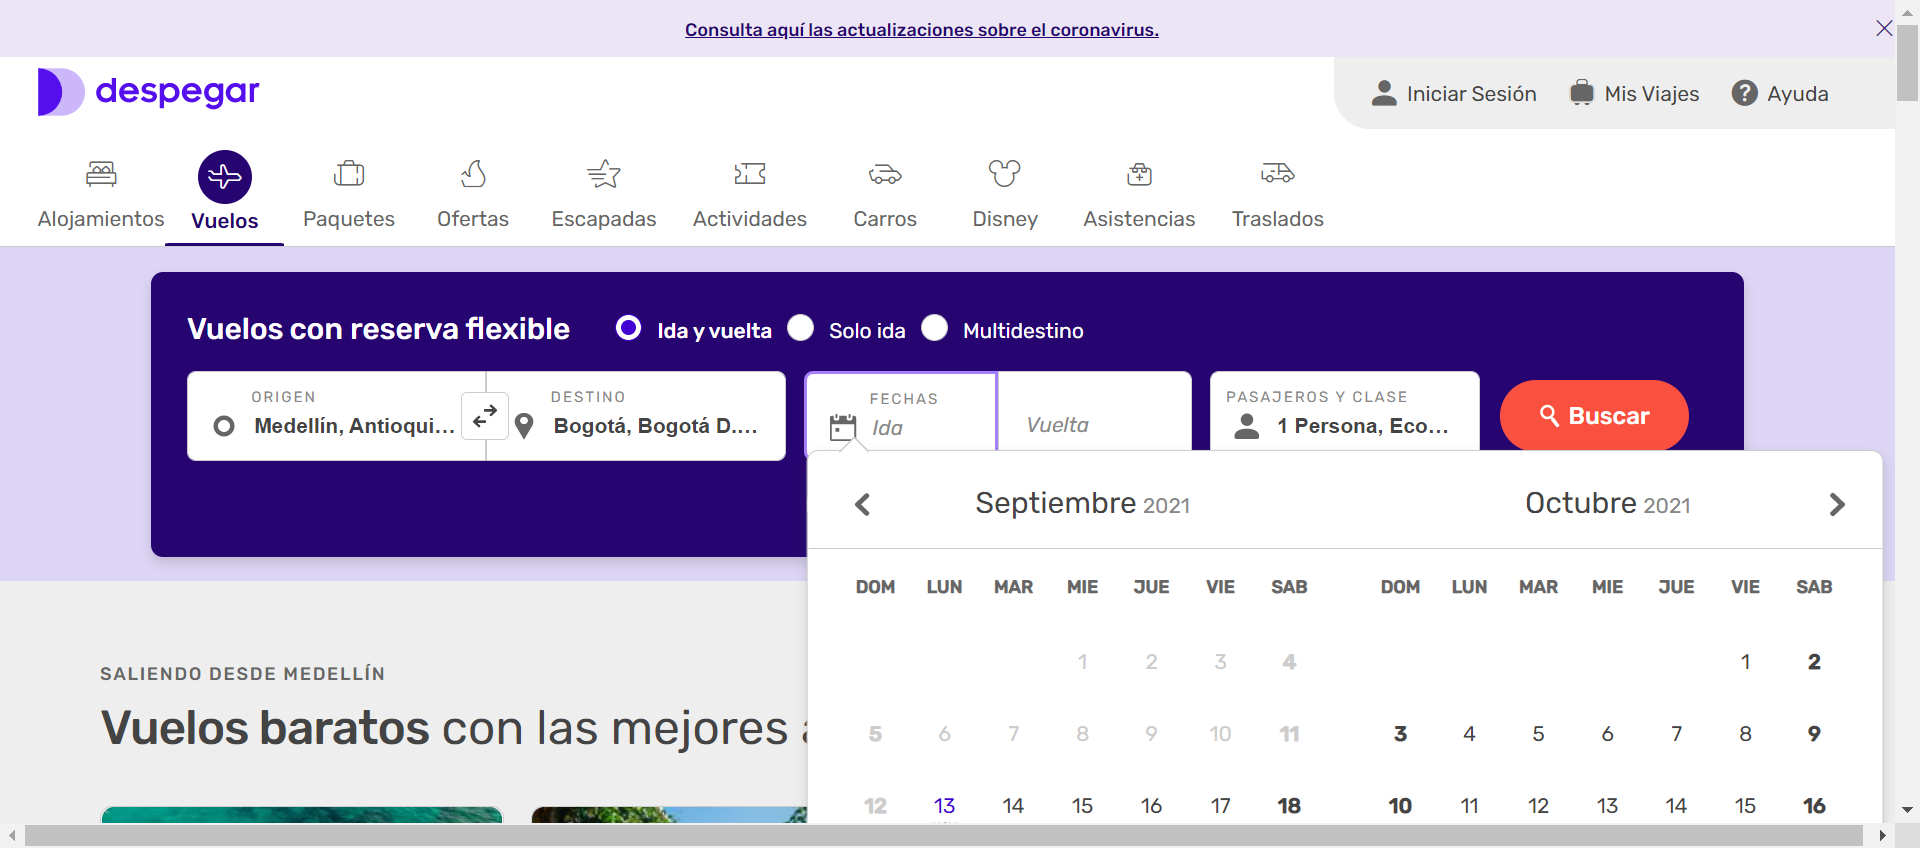 Consulta aquí las actualizaciones sobre el coronavirus.
despegar
Iniciar Sesión
Mis Viajes
Ayuda
Alojamientos
Vuelos
Paquetes
Ofertas
Escapadas
Actividades
Carros
Disney
Asistencias
Traslados
Vuelos con reserva flexible
Ida y vuelta
Solo ida
Multidestino
ORIGEN
Medellín, Antioqui...
DESTINO
Bogotá, Bogotá D....
FECHAS
Ida
Vuelta
PASAJEROS Y CLASE
1 Persona, Eco...
Buscar
Septiembre 2021
DOM LUN MAR MIE JUE VIE SAB
1 2 3 4
5 6 7 8 9 10 11
12 13 14 15 16 17 18
Octubre 2021
DOM LUN MAR MIE JUE VIE SAB
1 2
3 4 5 6 7 8 9
10 11 12 13 14 15 16
SALIENDO DESDE MEDELLÍN
Vuelos baratos con las mejores